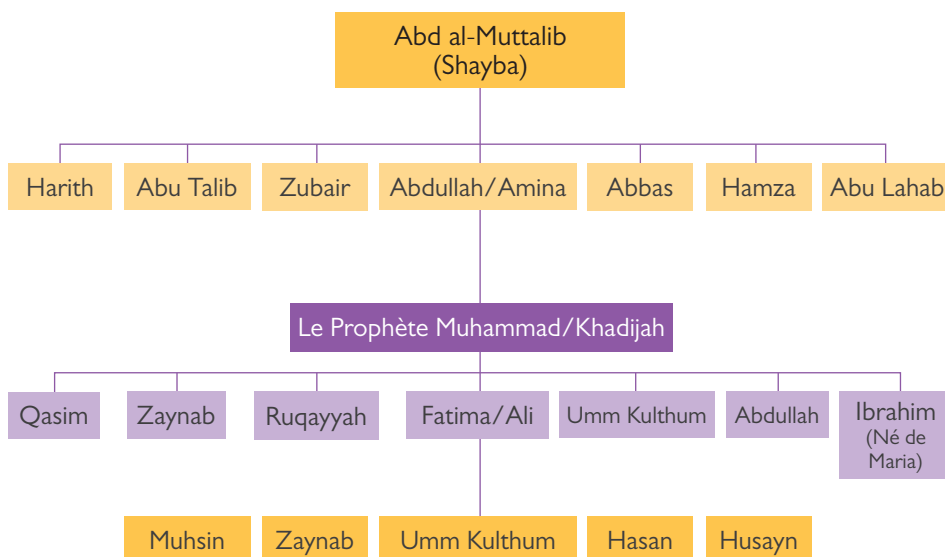 Abd al-Muttalib
(Shayba)
Harith
Abu Talib
Zubair
Abdullah/Amina
Abbas
Hamza
Abu Lahab
Le Prophète Muhammad/Khadijah
Qasim
Zaynab
Ruqayyah
Fatima/Ali
Umm Kulthum
Abdullah
Ibrahim
(Né de
Maria)
Muhsin
Zaynab
Umm Kulthum
Hasan
Husayn